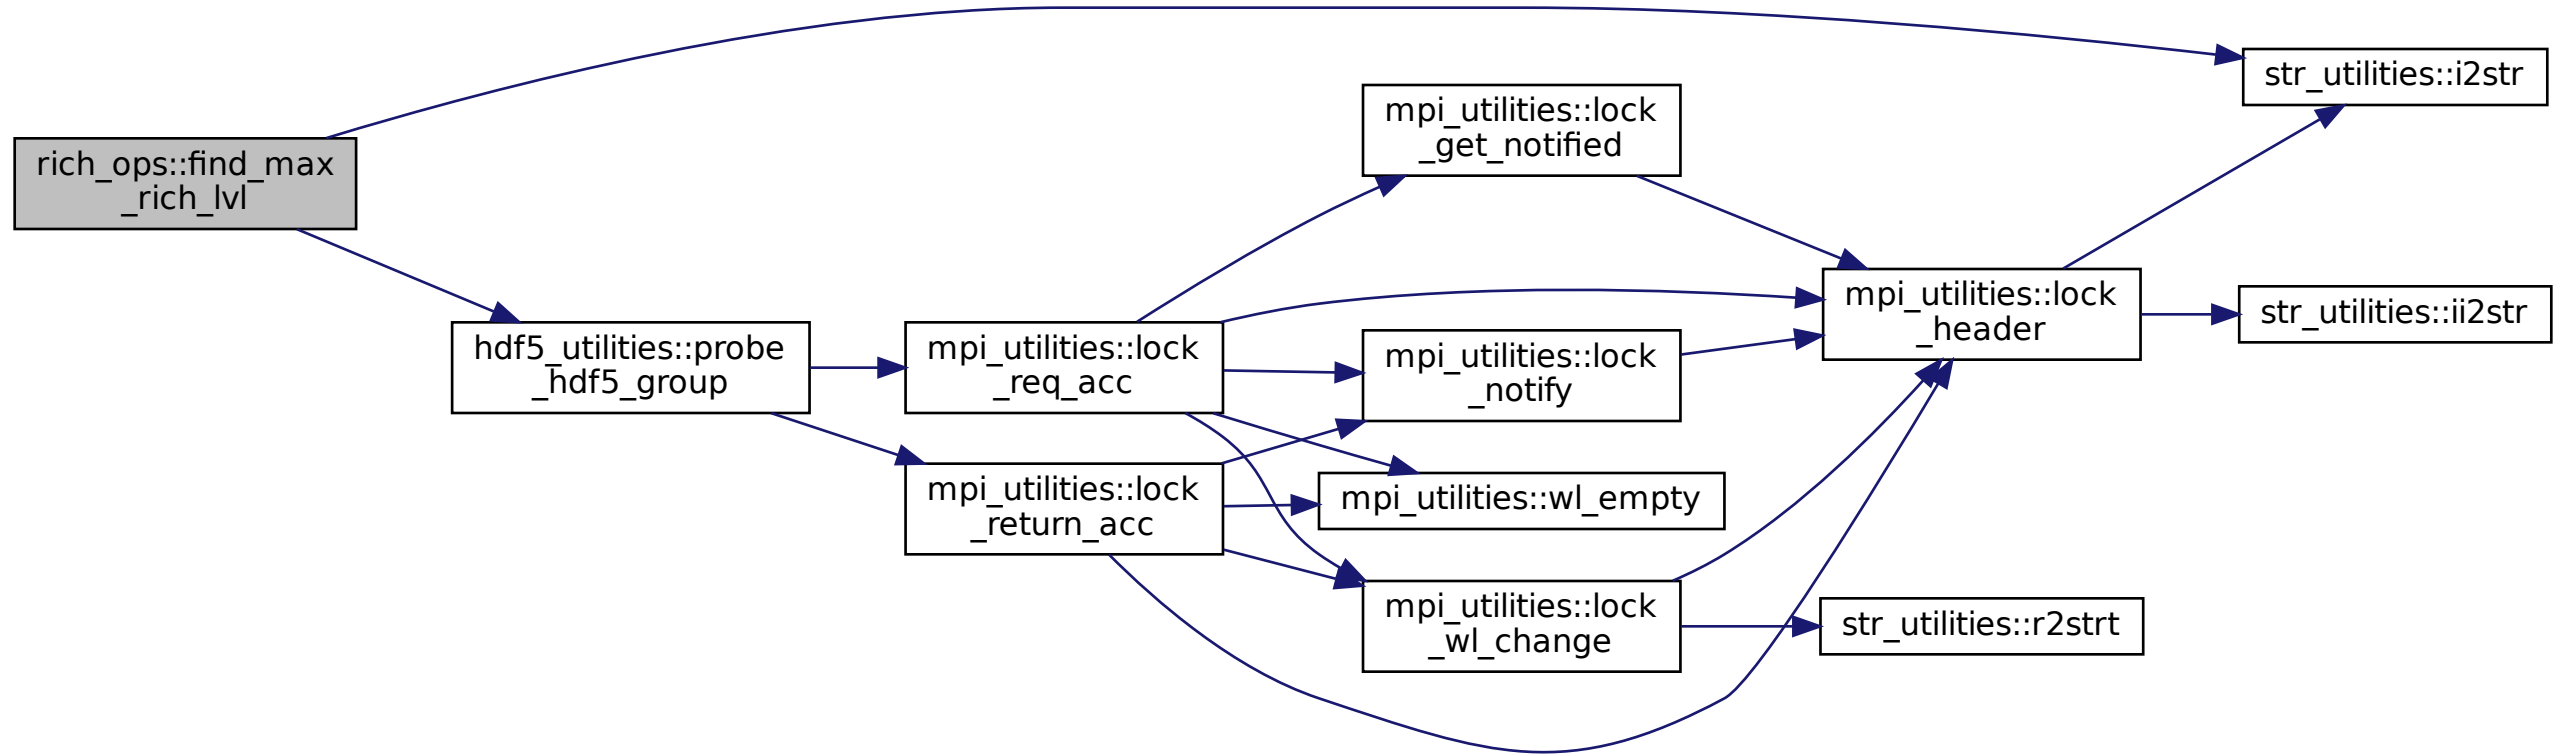 rich_ops::find_max
_rich_lvl
hdf5_utilities::probe
_hdf5_group
mpi_utilities::lock
_req_acc
mpi_utilities::lock
_return_acc
mpi_utilities::lock
_get_notified
mpi_utilities::lock
_notify
mpi_utilities::wl_empty
mpi_utilities::lock
_wl_change
mpi_utilities::lock
_header
str_utilities::r2strt
str_utilities::i2str
str_utilities::ii2str